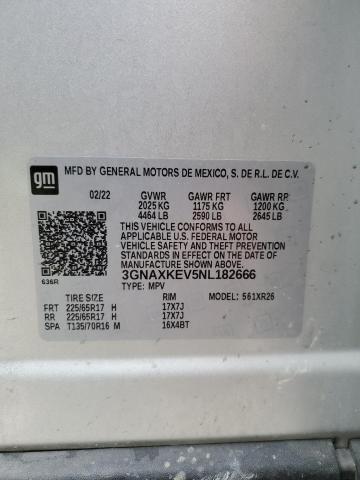 gm
MFD BY GENERAL MOTORS DE MEXICO, S. DE R.L. DE C.V.
02/22 GVWR GAWR FRT GAWR RR
2025 KG 1175 KG 1200 KG
4464 LB 2590 LB 2645 LB
THIS VEHICLE CONFORMS TO ALL
APPLICABLE U.S. FEDERAL MOTOR
VEHICLE SAFETY, BUMPER, AND
THEFT PREVENTION STANDARDS
IN EFFECT ON THE DATE OF
MANUFACTURE SHOWN ABOVE.
3GNAXKEV5NL182666
636R TYPE: MPV
TIRE SIZE RIM 561XR26
FRT 225/65R17 H 17X7J
RR 225/65R17 H 17X7J
SPA T135/70R16 M 16X4BT